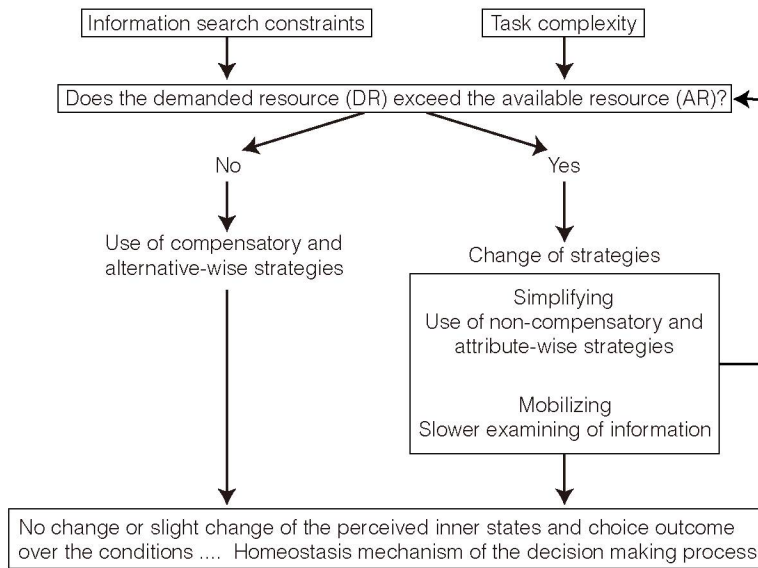 Information search constraints
Task complexity
Does the demanded resource (DR) exceed the available resource (AR)?
No
Yes
Use of compensatory and
alternative-wise strategies
Change of strategies
Simplifying
Use of non-compensatory and
attribute-wise strategies
Mobilizing
Slower examining of information
No change or slight change of the perceived inner states and choice outcome
over the conditions .... Homeostasis mechanism of the decision making process